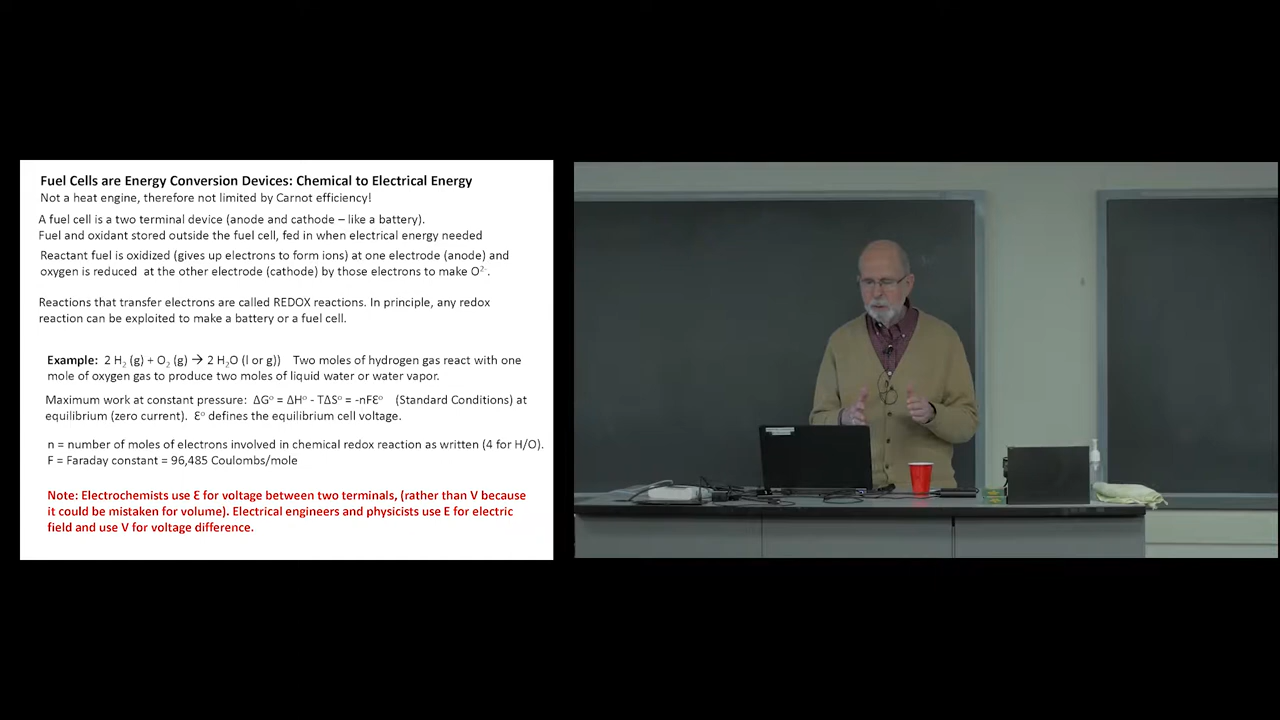 Fuel Cells are Energy Conversion Devices: Chemical to Electrical Energy
Not a heat engine, therefore not limited by Carnot efficiency!
A fuel cell is a two terminal device (anode and cathode – like a battery).
Fuel and oxidant stored outside the fuel cell, fed in when electrical energy needed
Reactant fuel is oxidized (gives up electrons to form ions) at one electrode (anode) and
oxygen is reduced at the other electrode (cathode) by those electrons to make O²⁻.
Reactions that transfer electrons are called REDOX reactions. In principle, any redox
reaction can be exploited to make a battery or a fuel cell.
Example: 2 H₂ (g) + O₂ (g) → 2 H₂O (l or g)) Two moles of hydrogen gas react with one
mole of oxygen gas to produce two moles of liquid water or water vapor.
Maximum work at constant pressure: ΔG° = ΔH° - TΔS° = -nFƐ° (Standard Conditions) at
equilibrium (zero current). Ɛ° defines the equilibrium cell voltage.
n = number of moles of electrons involved in chemical redox reaction as written (4 for H/O).
F = Faraday constant = 96,485 Coulombs/mole
Note: Electrochemists use Ɛ for voltage between two terminals, (rather than V because
it could be mistaken for volume). Electrical engineers and physicists use E for electric
field and use V for voltage difference.